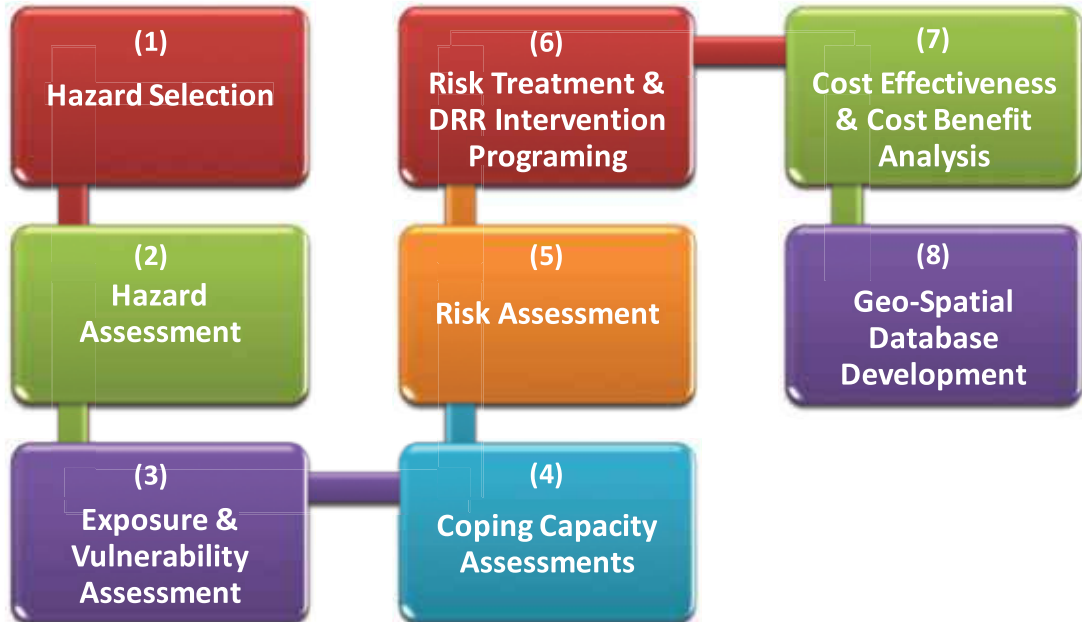 (1)
Hazard Selection
(2)
Hazard
Assessment
(3)
Exposure &
Vulnerability
Assessment
(4)
Coping Capacity
Assessments
(5)
Risk Assessment
(6)
Risk Treatment &
DRR Intervention
Programing
(7)
Cost Effectiveness
& Cost Benefit
Analysis
(8)
Geo-Spatial
Database
Development